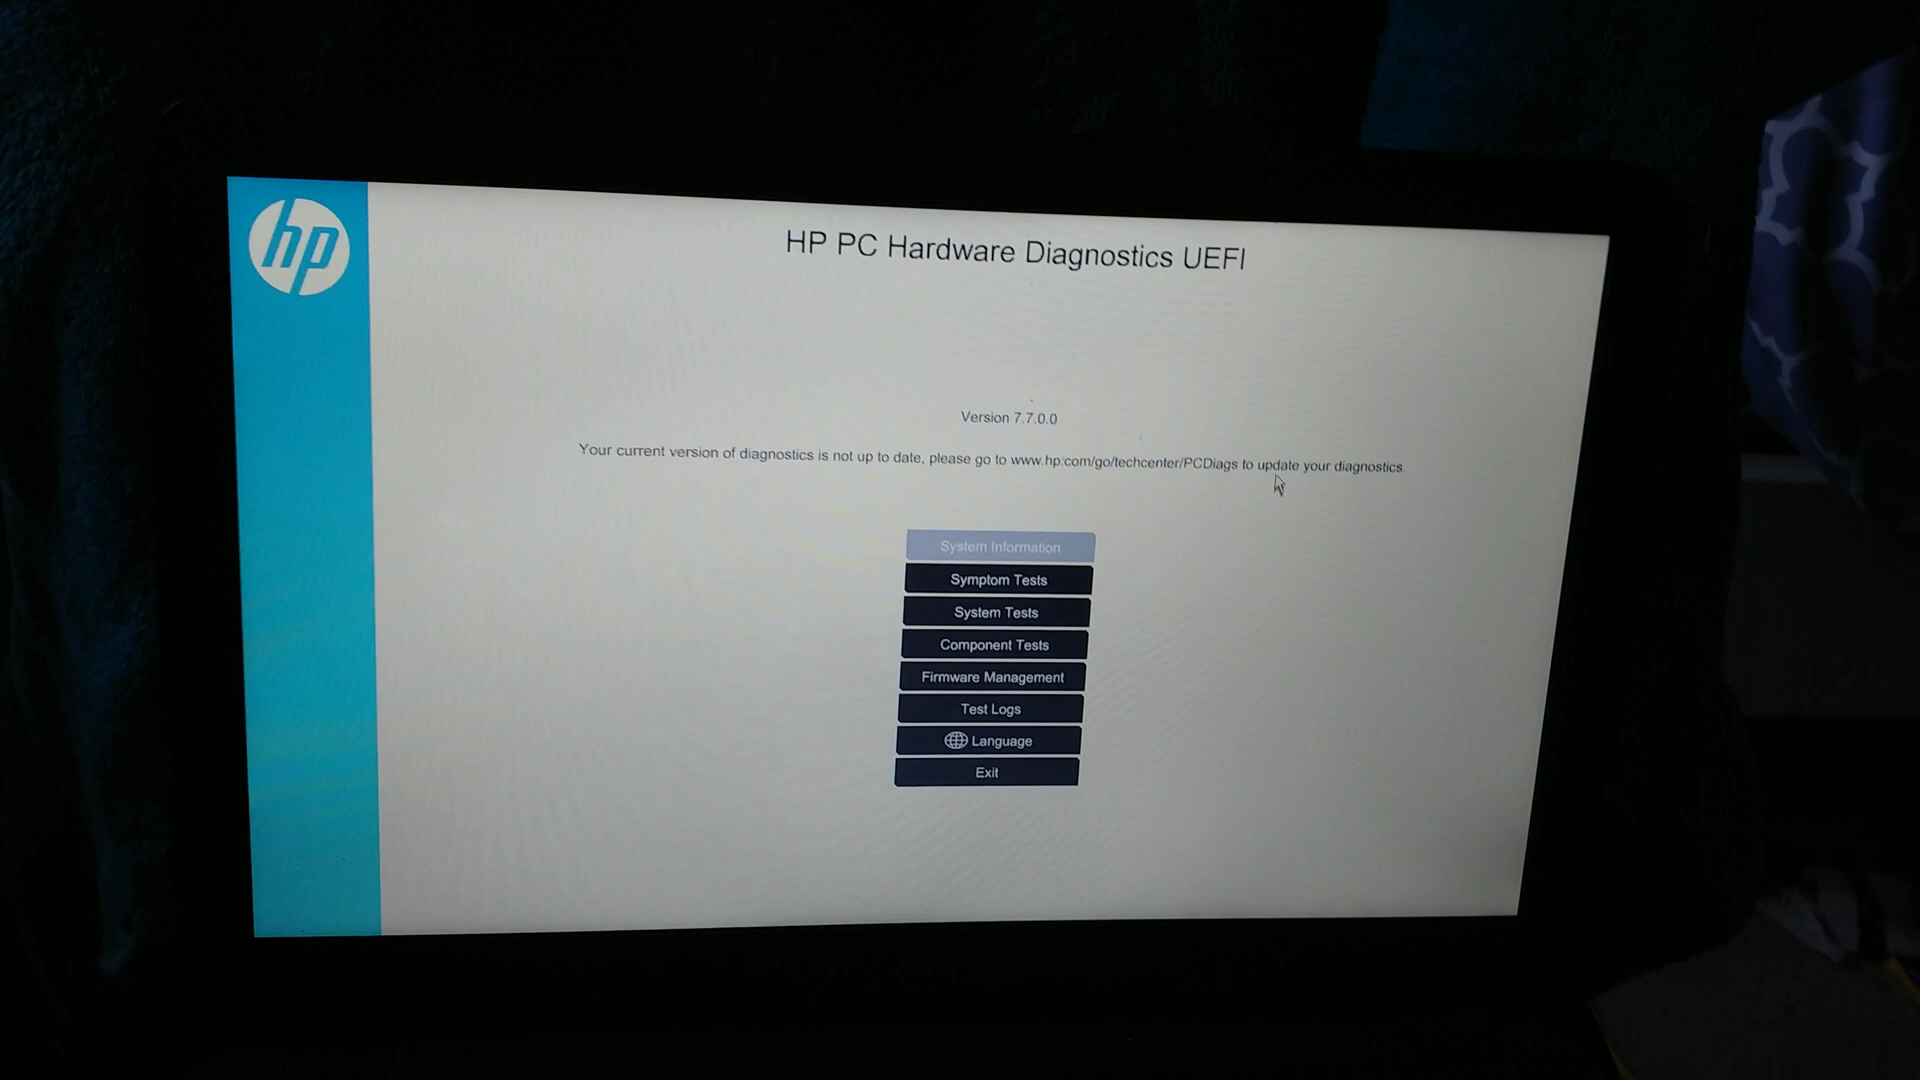 hp
HP PC Hardware Diagnostics UEFI
Version 7.7.0.0
Your current version of diagnostics is not up to date, please go to www.hp.com/go/techcenter/PCDiags to update your diagnostics.
System Information
Symptom Tests
System Tests
Component Tests
Firmware Management
Test Logs
Language
Exit